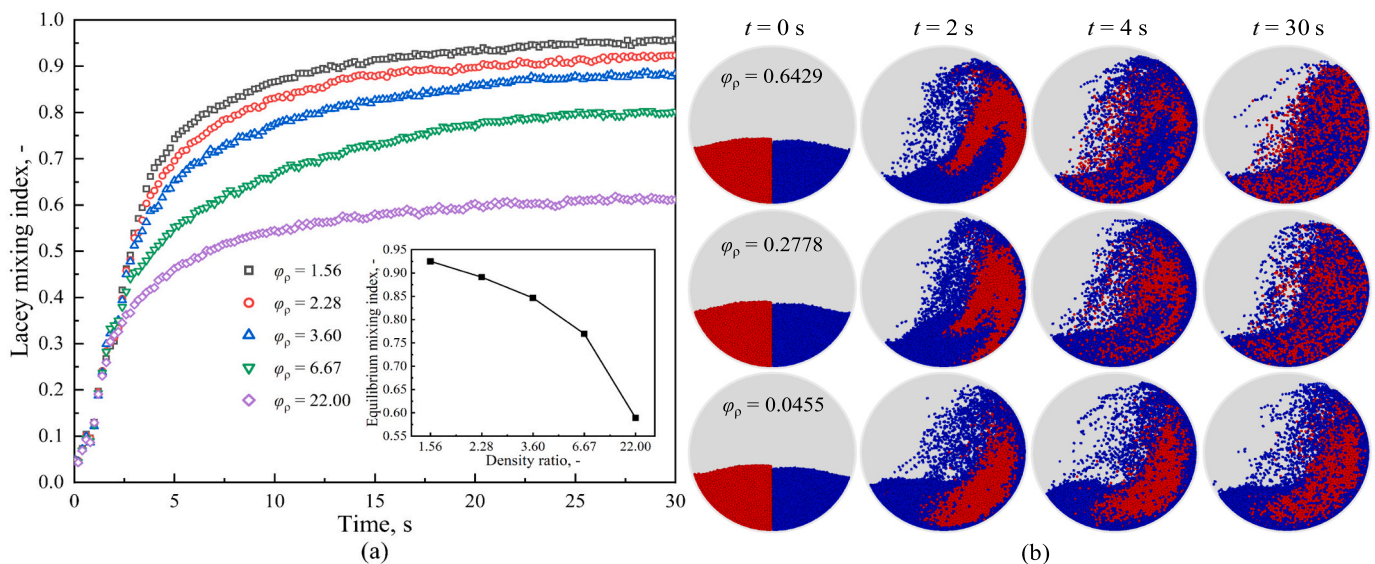 1.0
0.9
0.8
0.7
0.6
0.5
0.4
0.3
0.2
0.1
0.0
Lacey mixing index, -
φρ = 1.56
φρ = 2.28
φρ = 3.60
φρ = 6.67
φρ = 22.00
0.95
0.90
0.85
0.80
0.75
0.70
0.65
0.60
0.55
Equilibrium mixing index, -
1.56 2.28 3.60 6.67 22.00
Density ratio, -
0 5 10 15 20 25 30
Time, s
(a)
t = 0 s t = 2 s t = 4 s t = 30 s
φρ = 0.6429
φρ = 0.2778
φρ = 0.0455
(b)